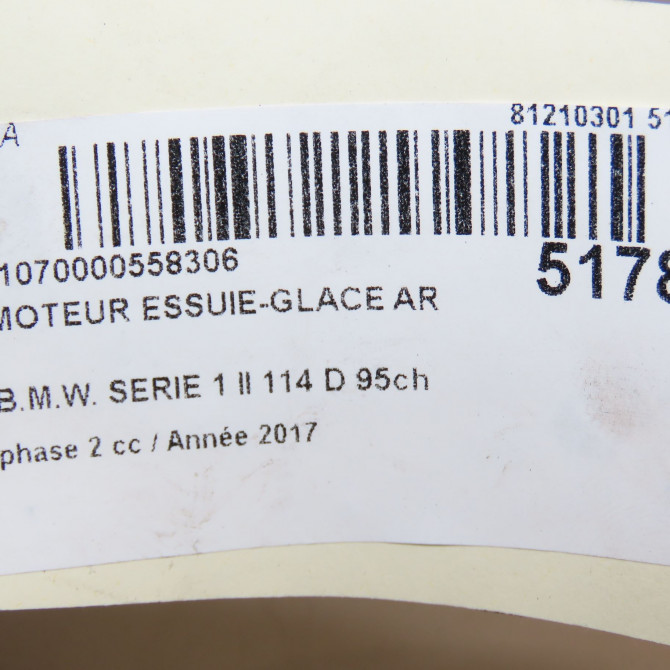 A
81210301 51
1070000558306
5178
MOTEUR ESSUIE-GLACE AR
B.M.W. SERIE 1 II 114 D 95ch
phase 2 cc / Année 2017